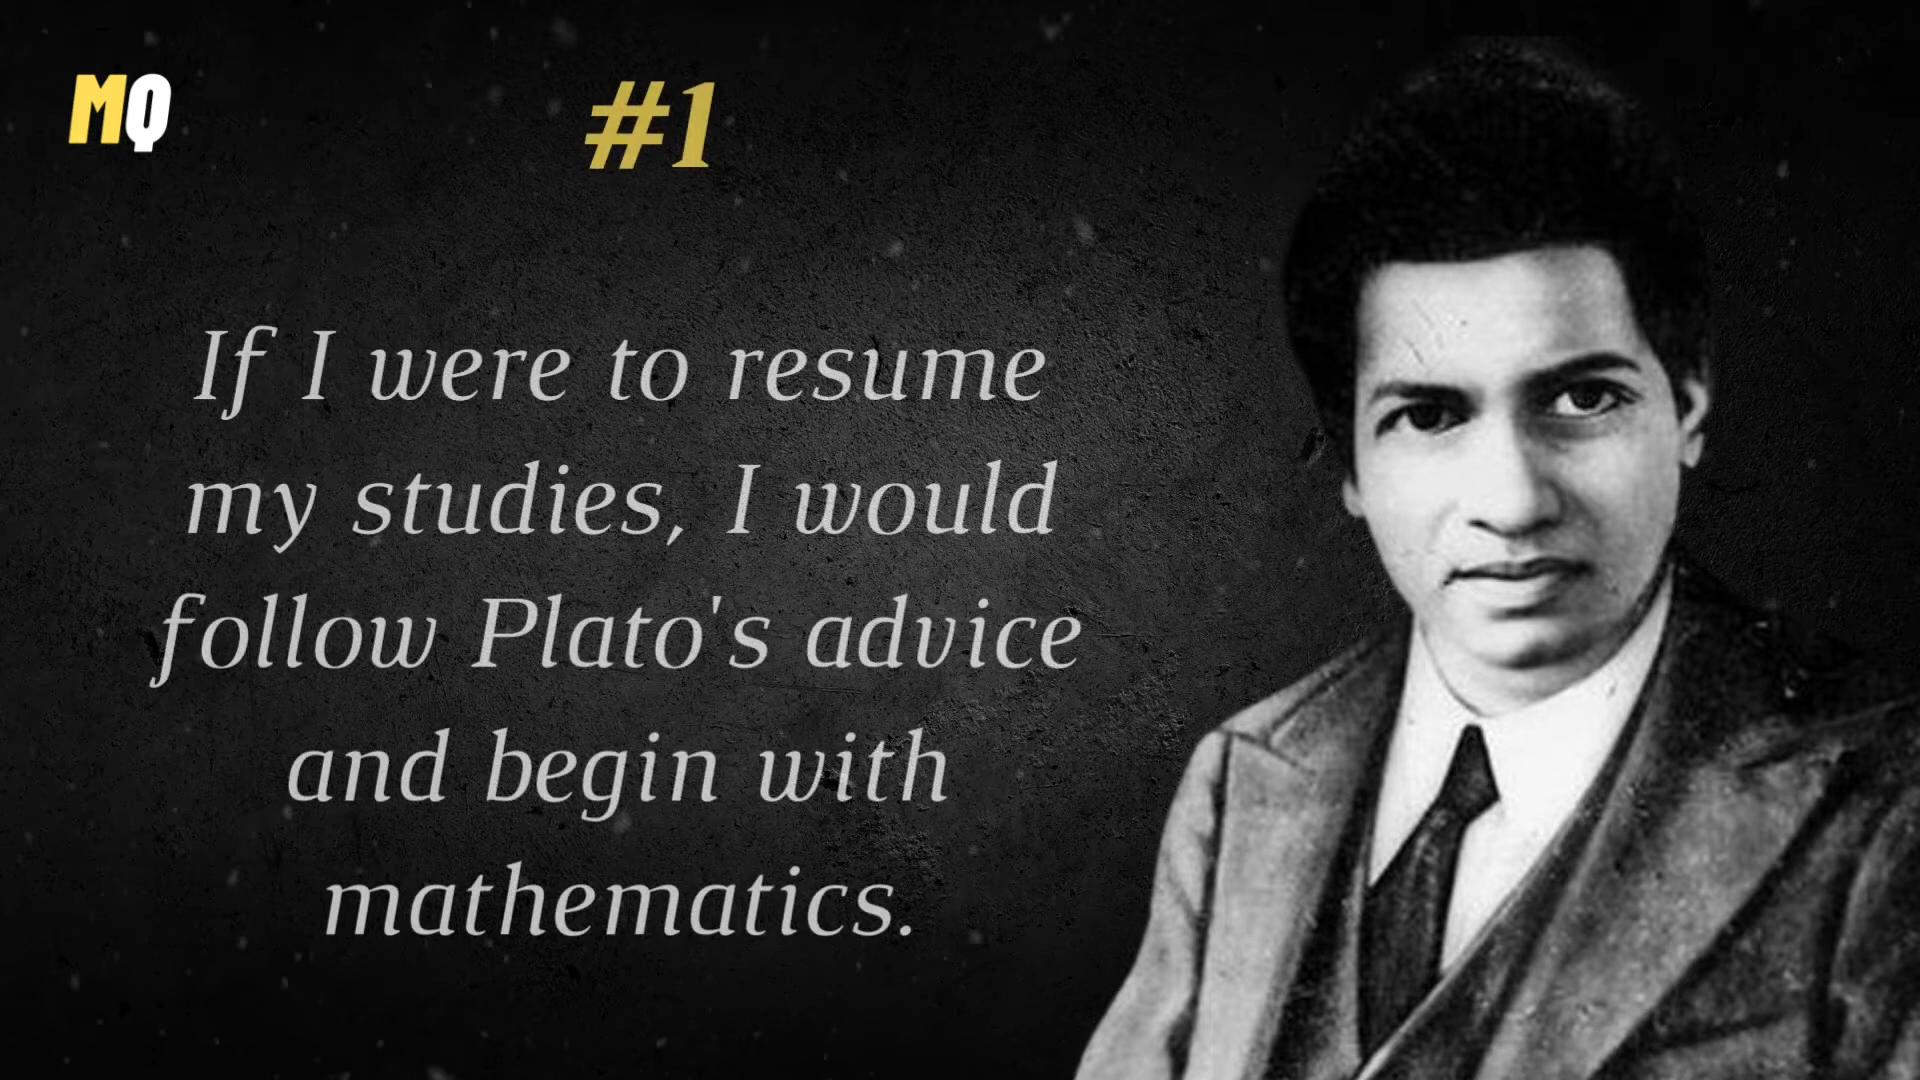 MQ
#1
If I were to resume
my studies, I would
follow Plato's advice
and begin with
mathematics.